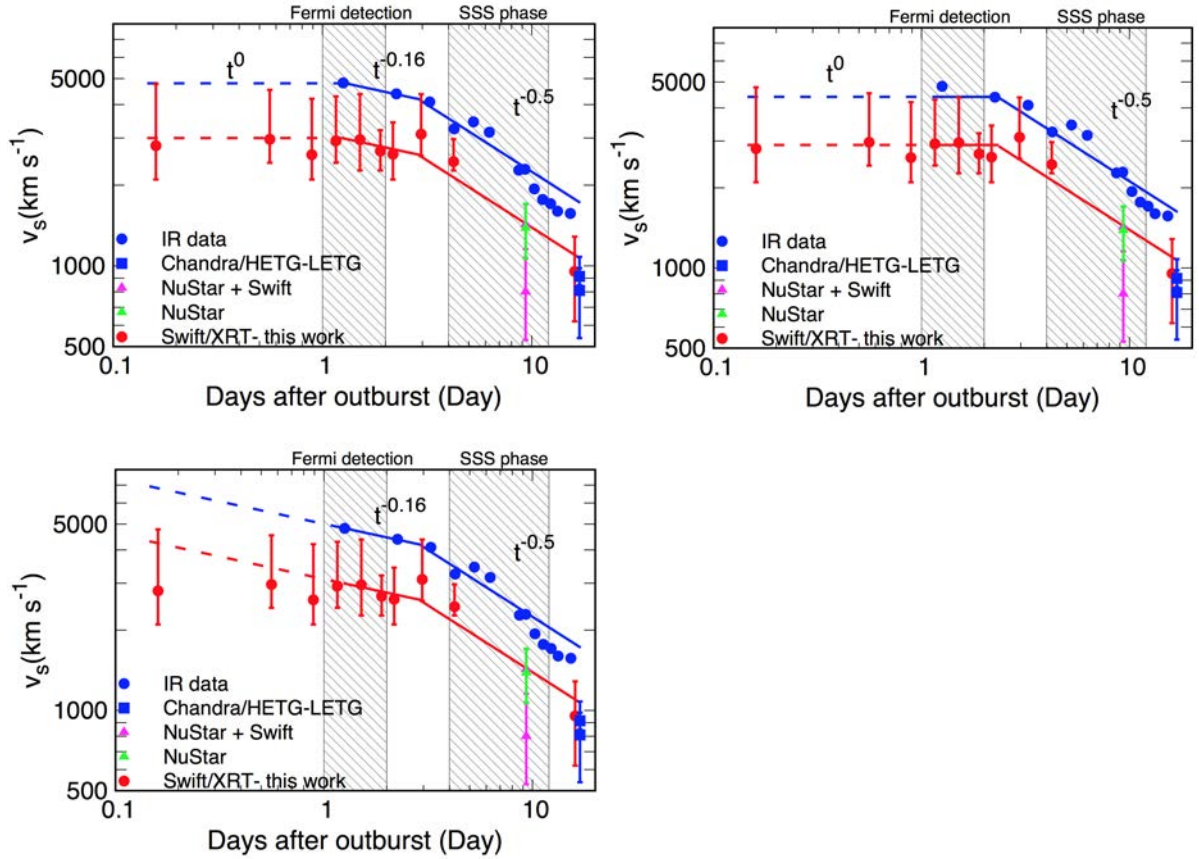 Fermi detection SSS phase
t^0 t^-0.16
t^-0.5
5000
1000
500
v_s(km s^-1)
IR data
Chandra/HETG-LETG
NuStar + Swift
NuStar
Swift/XRT- this work
0.1 1 10
Days after outburst (Day)
Fermi detection SSS phase
t^0
t^-0.5
5000
1000
500
v_s(km s^-1)
IR data
Chandra/HETG-LETG
NuStar + Swift
NuStar
Swift/XRT- this work
0.1 1 10
Days after outburst (Day)
Fermi detection SSS phase
t^-0.16
t^-0.5
5000
1000
500
v_s(km s^-1)
IR data
Chandra/HETG-LETG
NuStar + Swift
NuStar
Swift/XRT- this work
0.1 1 10
Days after outburst (Day)